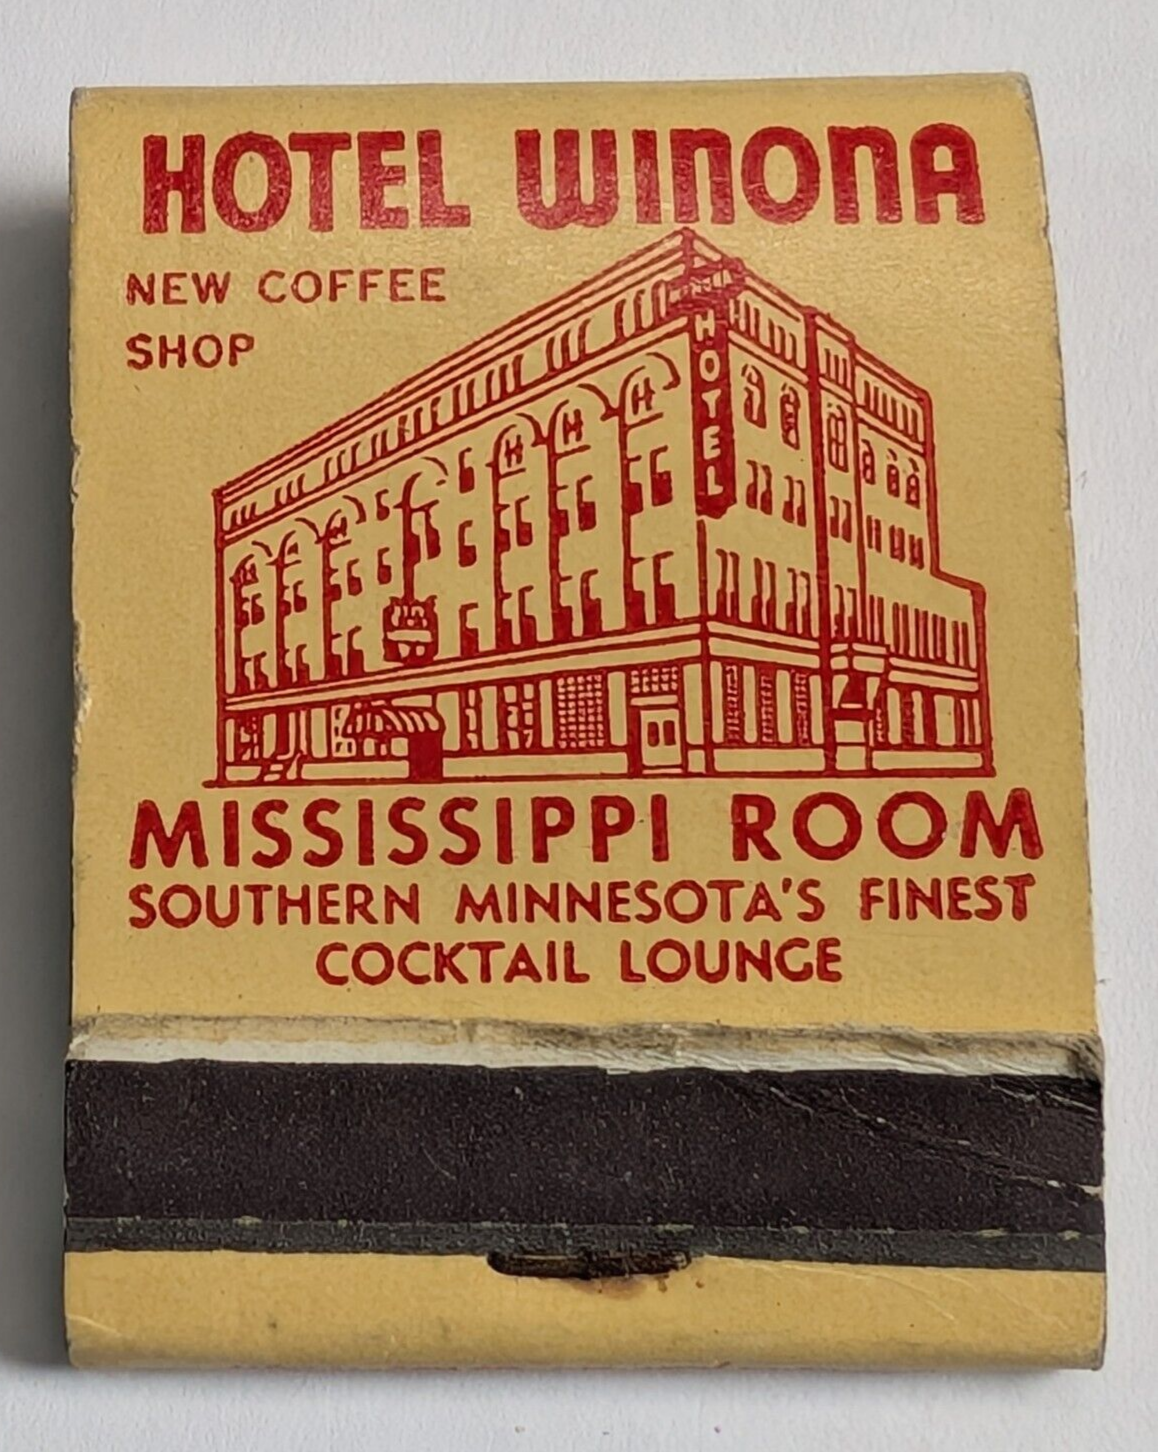 HOTEL WINONA
NEW COFFEE
SHOP
HOTEL
MISSISSIPPI ROOM
SOUTHERN MINNESOTA'S FINEST
COCKTAIL LOUNGE